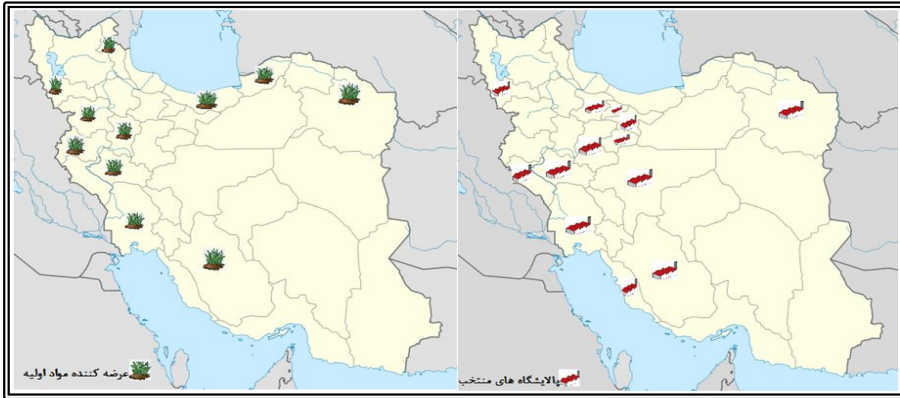 عرضه کننده مواد اولیه
پالایشگاه های منتخب